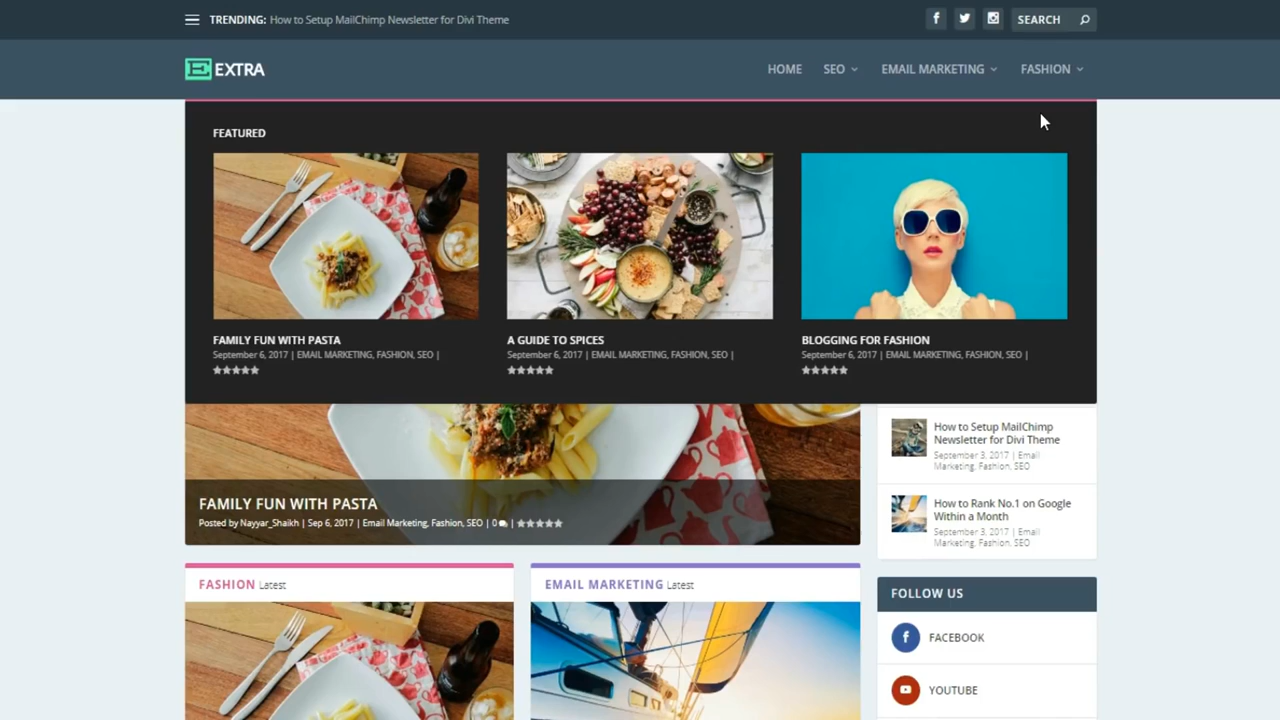 TRENDING: How to Setup MailChimp Newsletter for Divi Theme
SEARCH
E EXTRA
HOME SEO EMAIL MARKETING FASHION
FEATURED
FAMILY FUN WITH PASTA
September 6, 2017 | EMAIL MARKETING, FASHION, SEO |
A GUIDE TO SPICES
September 6, 2017 | EMAIL MARKETING, FASHION, SEO |
BLOGGING FOR FASHION
September 6, 2017 | EMAIL MARKETING, FASHION, SEO |
FAMILY FUN WITH PASTA
Posted by Nayyar_Shaikh | Sep 6, 2017 | Email Marketing, Fashion, SEO | 0 |
How to Setup MailChimp
Newsletter for Divi Theme
September 3, 2017 | Email
Marketing, Fashion, SEO
How to Rank No.1 on Google
Within a Month
September 3, 2017 | Email
Marketing, Fashion, SEO
FASHION Latest
EMAIL MARKETING Latest
FOLLOW US
FACEBOOK
YOUTUBE